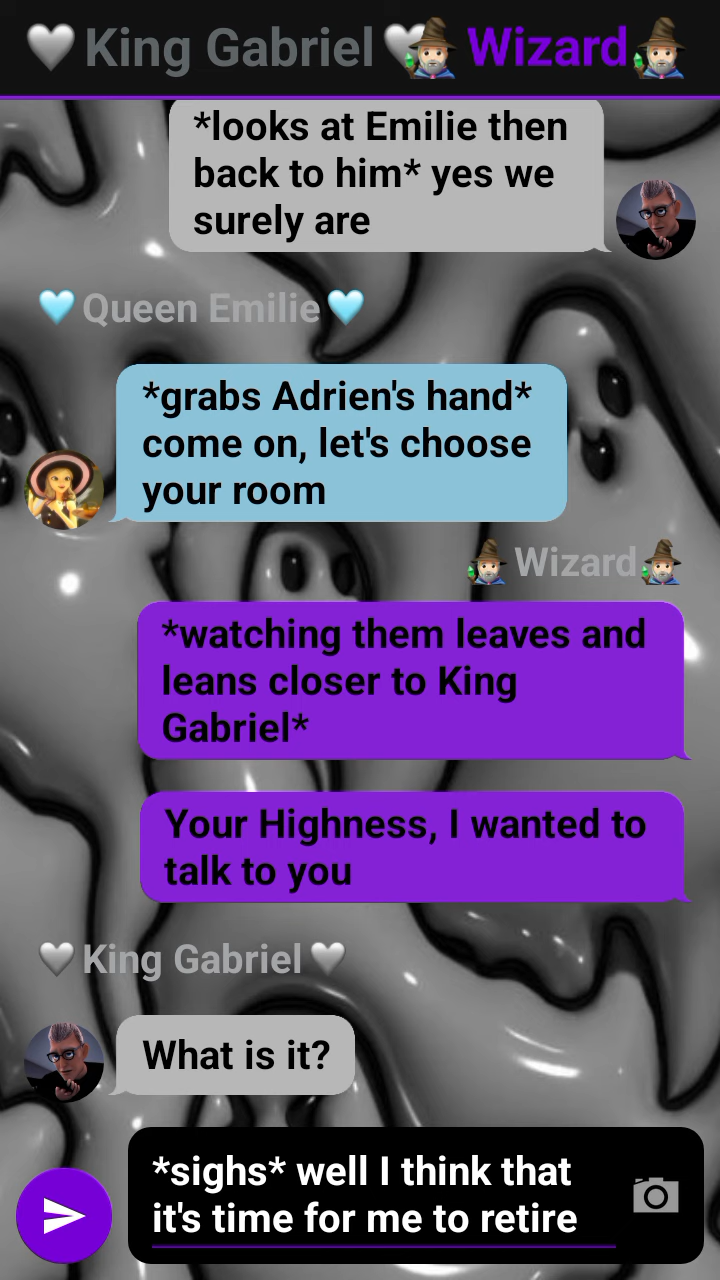 🤍King Gabriel🤍 🧙🏼‍♂️Wizard🧙🏼‍♂️
*looks at Emilie then
back to him* yes we
surely are
🩵Queen Emilie🩵
*grabs Adrien's hand*
come on, let's choose
your room
🧙🏼‍♂️Wizard🧙🏼‍♂️
*watching them leaves and
leans closer to King
Gabriel*
Your Highness, I wanted to
talk to you
🤍King Gabriel🤍
What is it?
*sighs* well I think that
it's time for me to retire